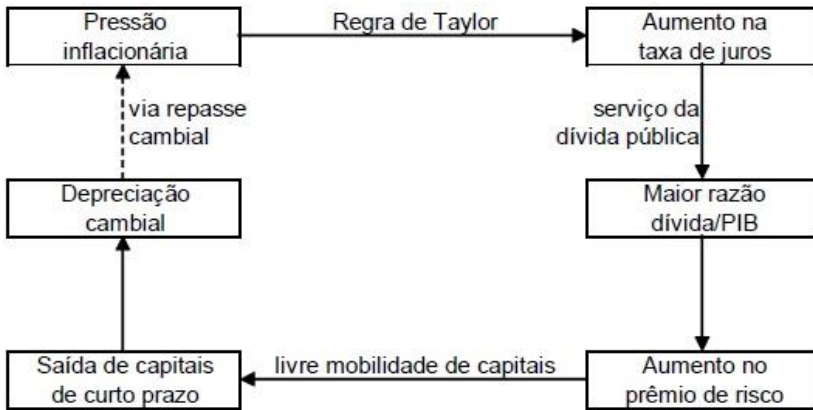 Pressão
inflacionária
Regra de Taylor
Aumento na
taxa de juros
via repasse
cambial
serviço da
dívida pública
Depreciação
cambial
Maior razão
dívida/PIB
Saída de capitais
de curto prazo
livre mobilidade de capitais
Aumento no
prêmio de risco